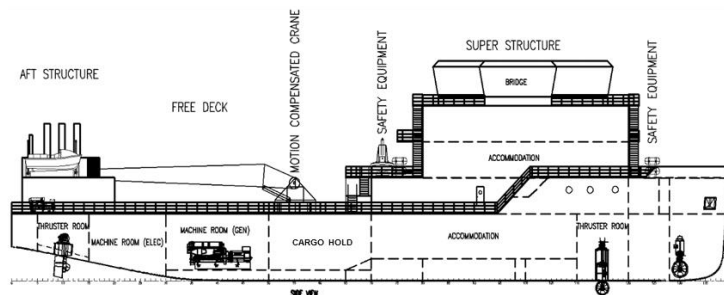 AFT STRUCTURE
FREE DECK
MOTION COMPENSATED CRANE
SAFETY EQUIPMENT
SUPER STRUCTURE
SAFETY EQUIPMENT
BRIDGE
ACCOMMODATION
THRUSTER ROOM
MACHINE ROOM (ELEC)
MACHINE ROOM (GEN)
CARGO HOLD
ACCOMMODATION
THRUSTER ROOM
SIDE VIEW